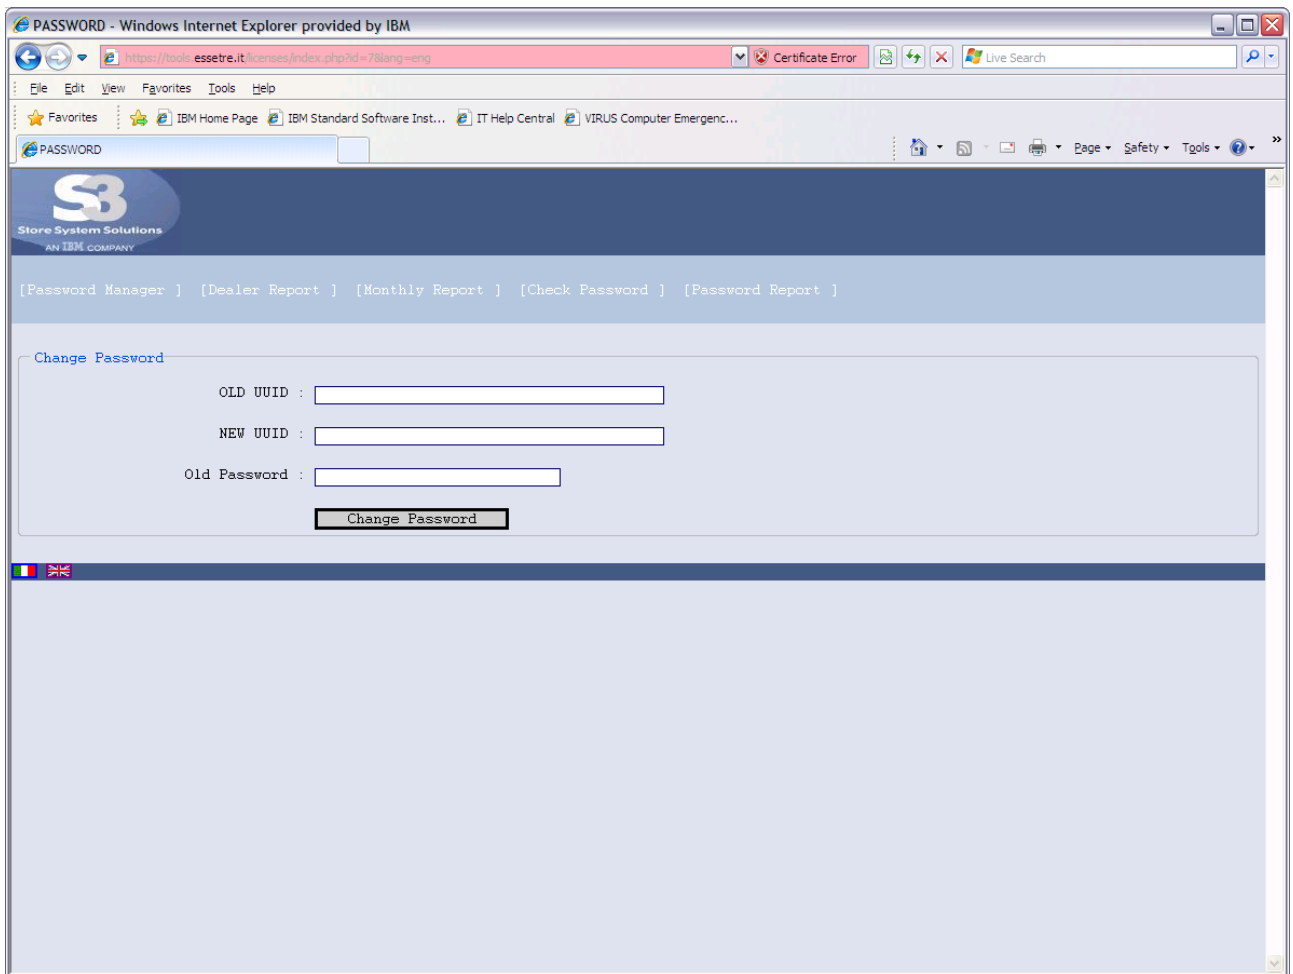 PASSWORD - Windows Internet Explorer provided by IBM
https://tools.essetre.it/licenses/index.php?id=7&lang=eng
Certificate Error
Live Search
File Edit View Favorites Tools Help
Favorites IBM Home Page IBM Standard Software Inst... IT Help Central VIRUS Computer Emergenc...
PASSWORD
Page Safety Tools »
S3
Store System Solutions
AN IBM COMPANY
[Password Manager ] [Dealer Report ] [Monthly Report ] [Check Password ] [Password Report ]
Change Password
OLD UUID :
NEW UUID :
Old Password :
Change Password